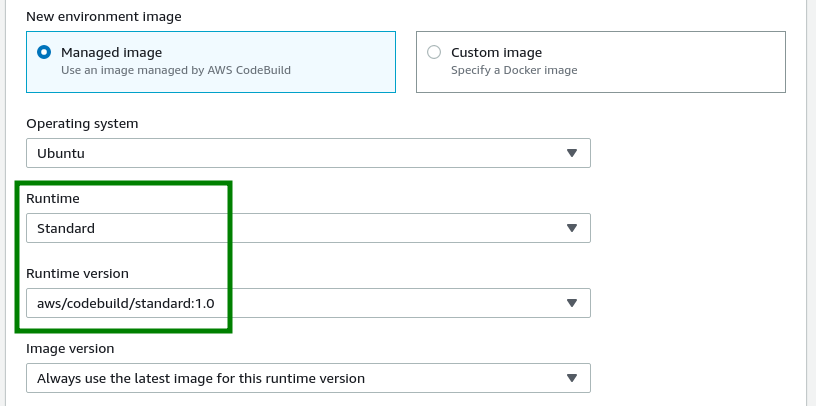 New environment image
Managed image
Use an image managed by AWS CodeBuild
Custom image
Specify a Docker image
Operating system
Ubuntu
Runtime
Standard
Runtime version
aws/codebuild/standard:1.0
Image version
Always use the latest image for this runtime version